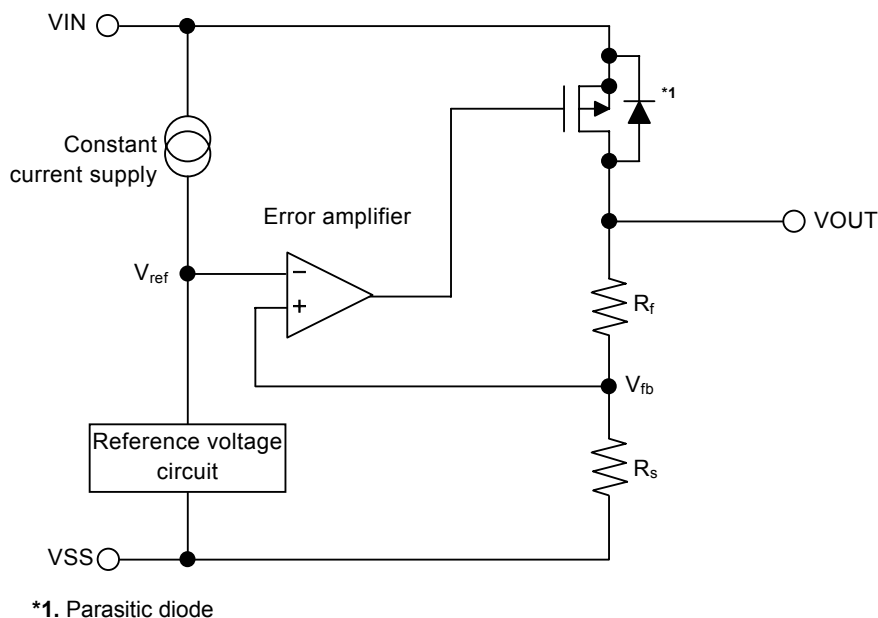 VIN
*1
Constant
current supply
Error amplifier
VOUT
Vref
−
+
Rf
Vfb
Reference voltage
circuit
Rs
VSS
*1. Parasitic diode